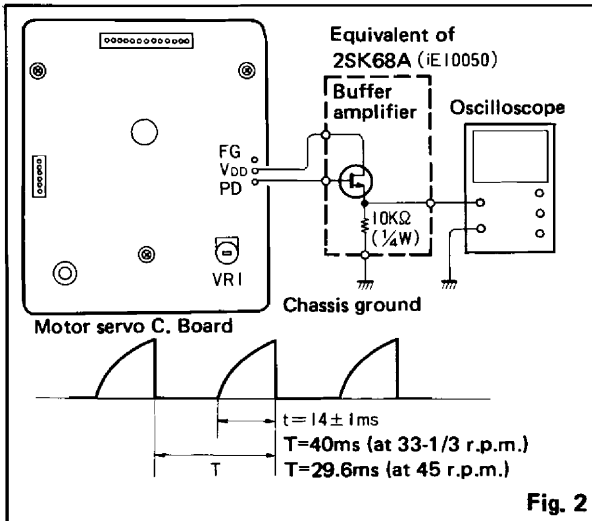 Equivalent of
2SK68A (iE10050)
Buffer
amplifier
Oscilloscope
FG
VDD
PD
10KΩ
(¼W)
VR1
Chassis ground
Motor servo C. Board
t=14±1ms
T=40ms (at 33-1/3 r.p.m.)
T
T=29.6ms (at 45 r.p.m.)
Fig. 2